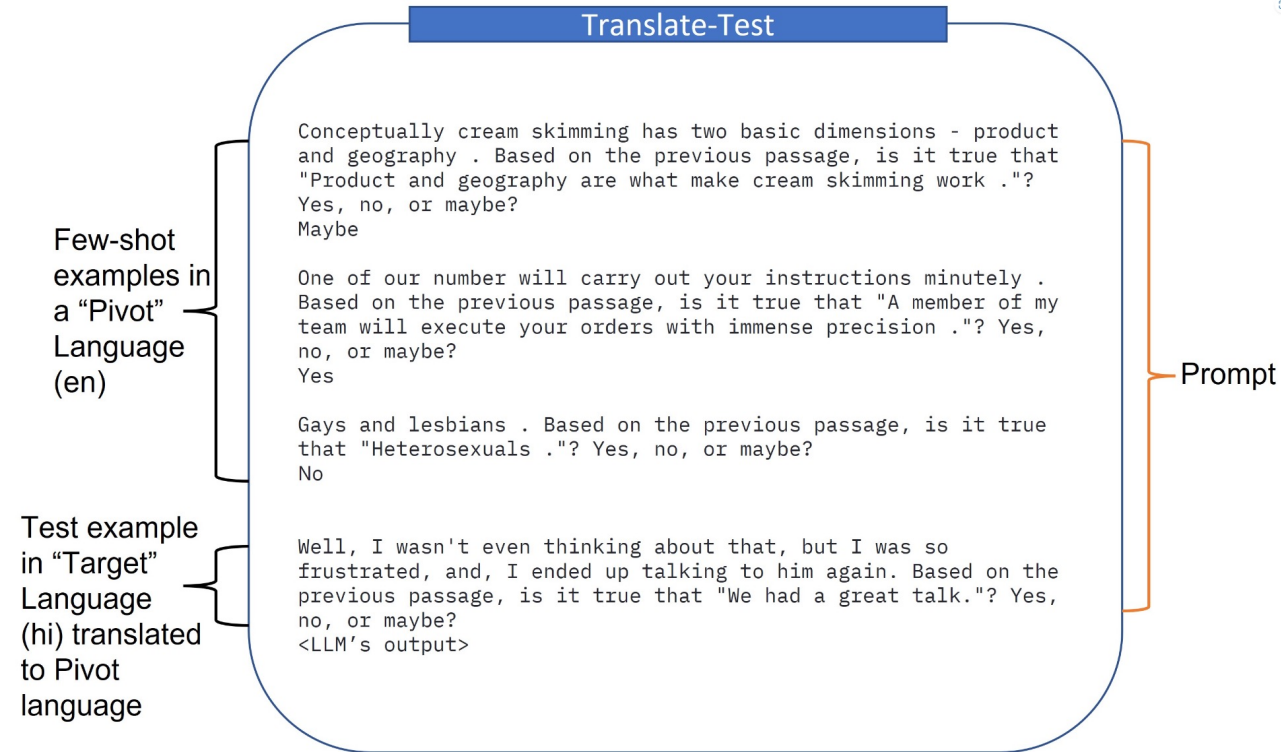 Translate-Test
Conceptually cream skimming has two basic dimensions - product
and geography . Based on the previous passage, is it true that
"Product and geography are what make cream skimming work ."?
Yes, no, or maybe?
Maybe
One of our number will carry out your instructions minutely .
Based on the previous passage, is it true that "A member of my
team will execute your orders with immense precision ."? Yes,
no, or maybe?
Yes
Gays and lesbians . Based on the previous passage, is it true
that "Heterosexuals ."? Yes, no, or maybe?
No
Well, I wasn't even thinking about that, but I was so
frustrated, and, I ended up talking to him again. Based on the
previous passage, is it true that "We had a great talk."? Yes,
no, or maybe?
<LLM’s output>
Few-shot
examples in
a “Pivot”
Language
(en)
Test example
in “Target”
Language
(hi) translated
to Pivot
language
Prompt